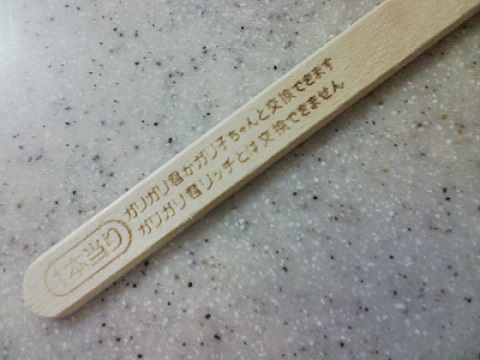 1本当り
ガリガリ君かガリ子ちゃんと交換できます
ガリガリ君リッチとは交換できません